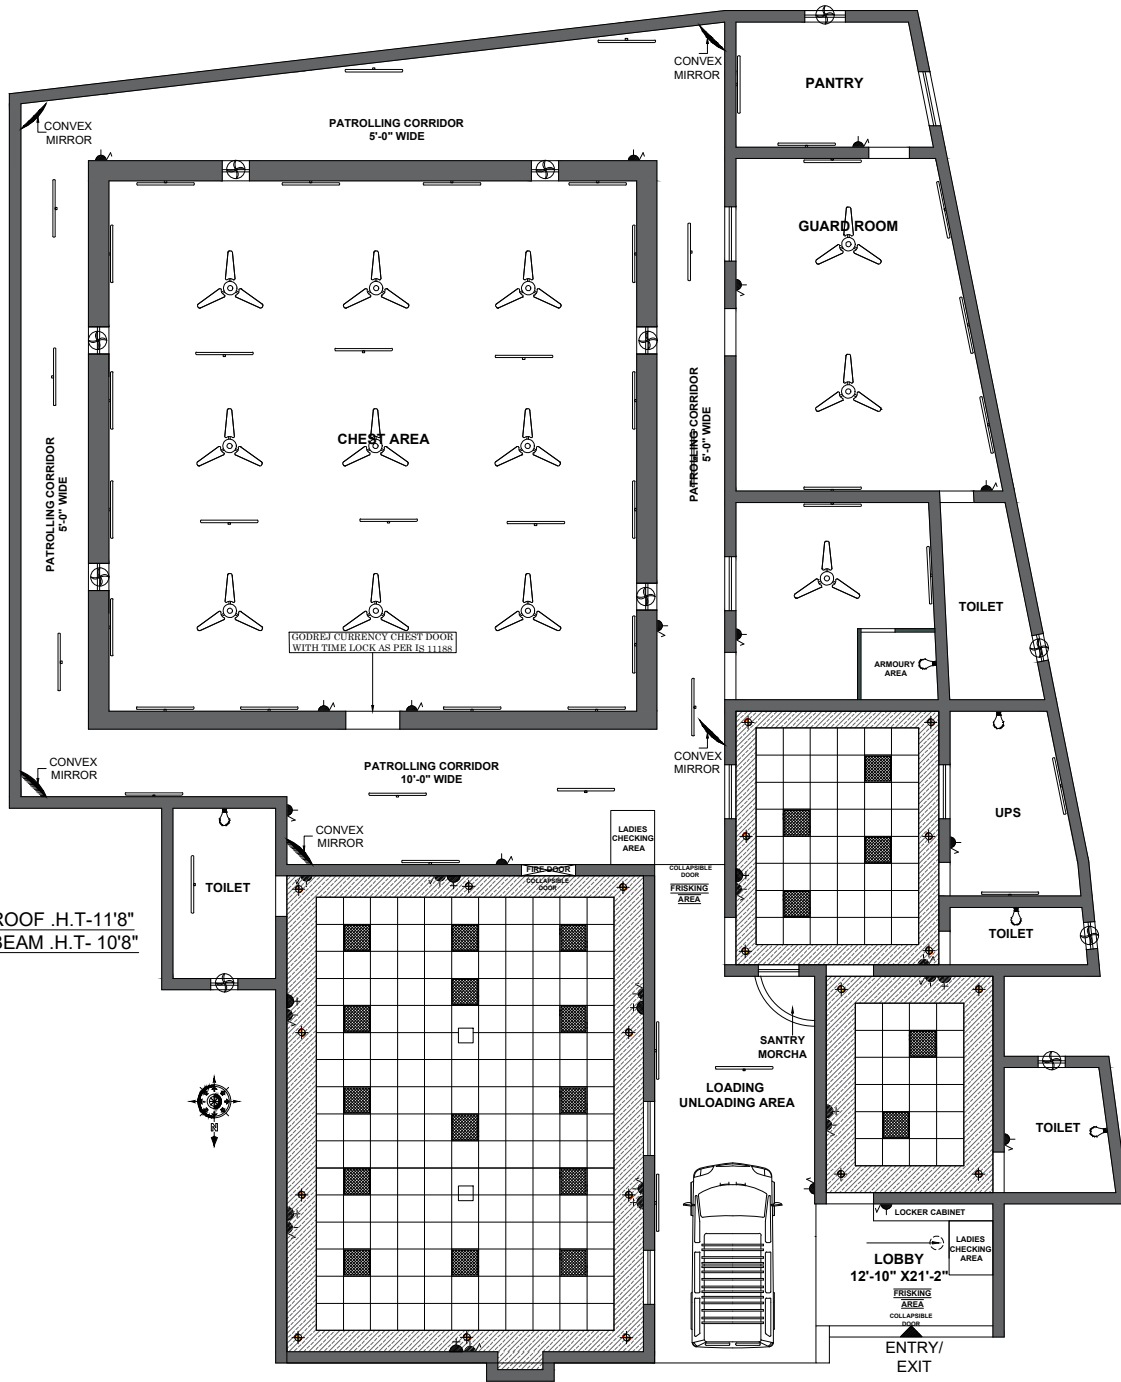 PANTRY
CONVEX
MIRROR
CONVEX
MIRROR
PATROLLING CORRIDOR
5'-0" WIDE
GUARD ROOM
PATROLLING CORRIDOR
5'-0" WIDE
PATROLLING CORRIDOR
5'-0" WIDE
CHEST AREA
TOILET
GODREJ CURRENCY CHEST DOOR
WITH TIME LOCK AS PER IS 11188
ARMOURY
AREA
CONVEX
MIRROR
PATROLLING CORRIDOR
10'-0" WIDE
CONVEX
MIRROR
UPS
CONVEX
MIRROR
LADIES
CHECKING
AREA
FIRE DOOR
COLLAPSIBLE
DOOR
COLLAPSIBLE
DOOR
FRISKING
AREA
TOILET
TOILET
ROOF .H.T-11'8"
BEAM .H.T- 10'8"
SANTRY
MORCHA
LOADING
UNLOADING AREA
N
TOILET
LOCKER CABINET
LADIES
CHECKING
AREA
LOBBY
12'-10" X21'-2"
FRISKING
AREA
COLLAPSIBLE
DOOR
ENTRY/
EXIT